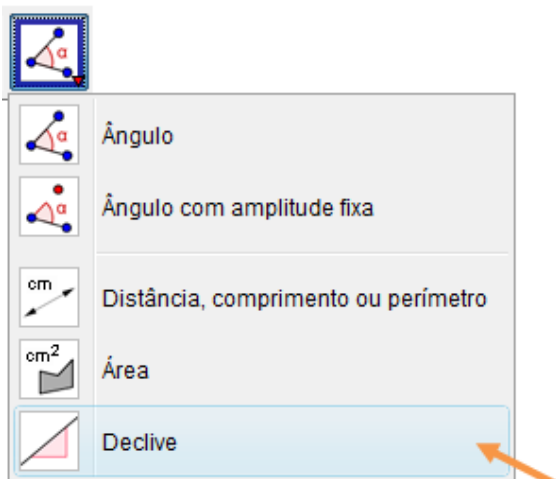 α
α
Ângulo
α
Ângulo com amplitude fixa
cm
Distância, comprimento ou perímetro
cm²
Área
Declive